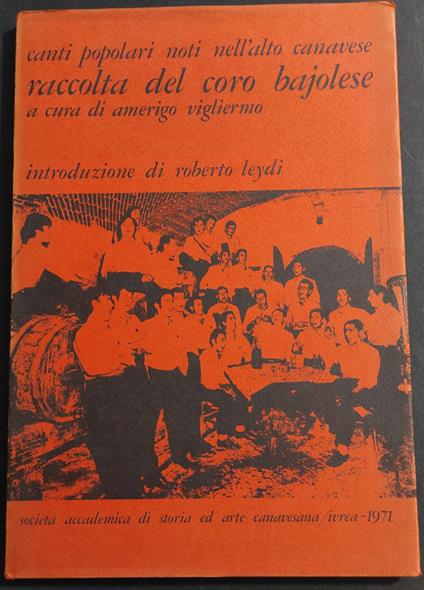 canti popolari noti nell'alto canavese
raccolta del coro bajolese
a cura di amerigo vigliermo
introduzione di roberto leydi
società accademica di storia ed arte canavesana/ivrea-1971